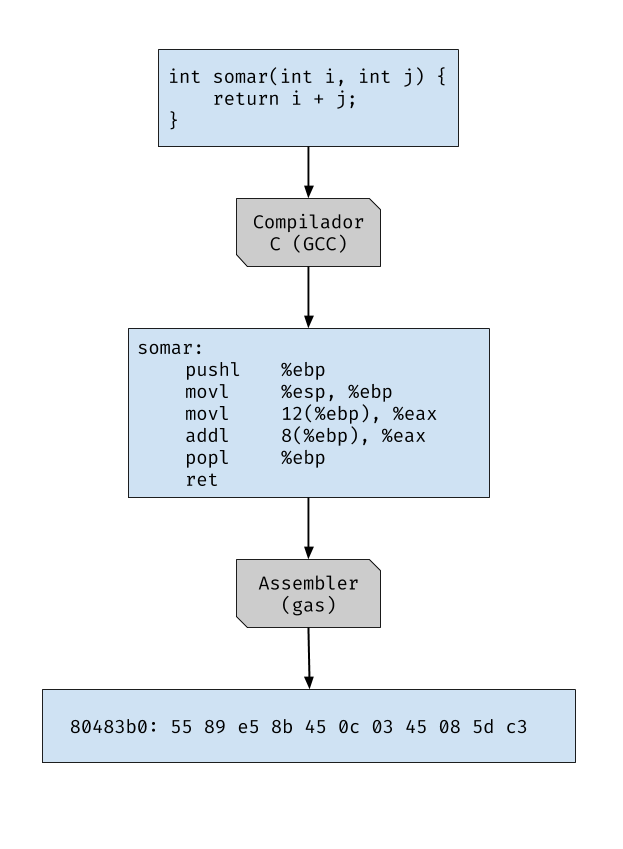 int somar(int i, int j) {
    return i + j;
}
Compilador
C (GCC)
somar:
    pushl    %ebp
    movl    %esp, %ebp
    movl    12(%ebp), %eax
    addl    8(%ebp), %eax
    popl    %ebp
    ret
Assembler
(gas)
80483b0: 55 89 e5 8b 45 0c 03 45 08 5d c3